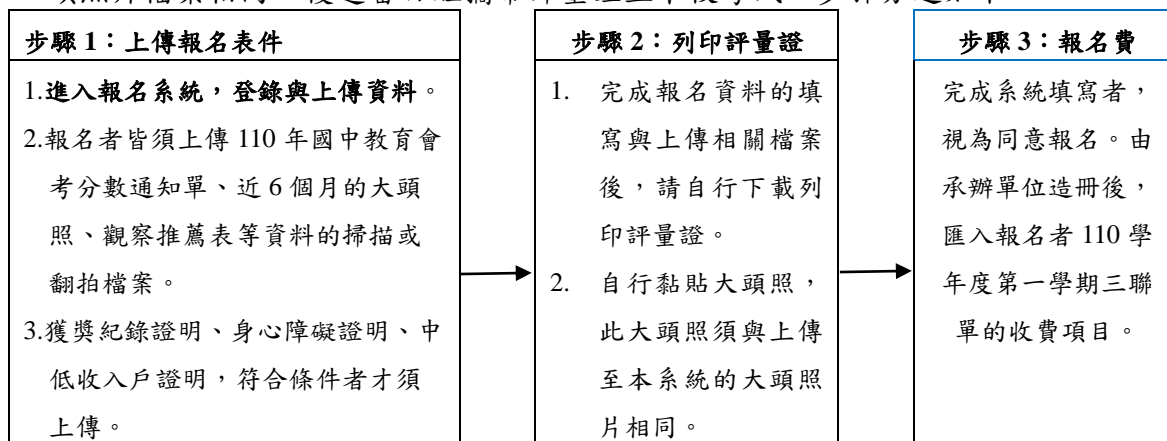 步驟 1：上傳報名表件
1.進入報名系統，登錄與上傳資料。
2.報名者皆須上傳 110 年國中教育會
考分數通知單、近 6 個月的大頭
照、觀察推薦表等資料的掃描或
翻拍檔案。
3.獲獎紀錄證明、身心障礙證明、中
低收入戶證明，符合條件者才須
上傳。
步驟 2：列印評量證
1. 完成報名資料的填
寫與上傳相關檔案
後，請自行下載列
印評量證。
2. 自行黏貼大頭照，
此大頭照須與上傳
至本系統的大頭照
片相同。
步驟 3：報名費
完成系統填寫者，
視為同意報名。由
承辦單位造冊後，
匯入報名者 110 學
年度第一學期三聯
單的收費項目。